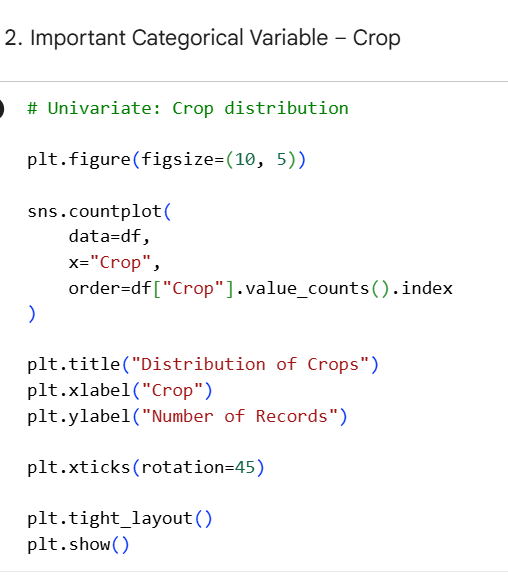 2. Important Categorical Variable – Crop
# Univariate: Crop distribution
plt.figure(figsize=(10, 5))
sns.countplot(
    data=df,
    x="Crop",
    order=df["Crop"].value_counts().index
)
plt.title("Distribution of Crops")
plt.xlabel("Crop")
plt.ylabel("Number of Records")
plt.xticks(rotation=45)
plt.tight_layout()
plt.show()